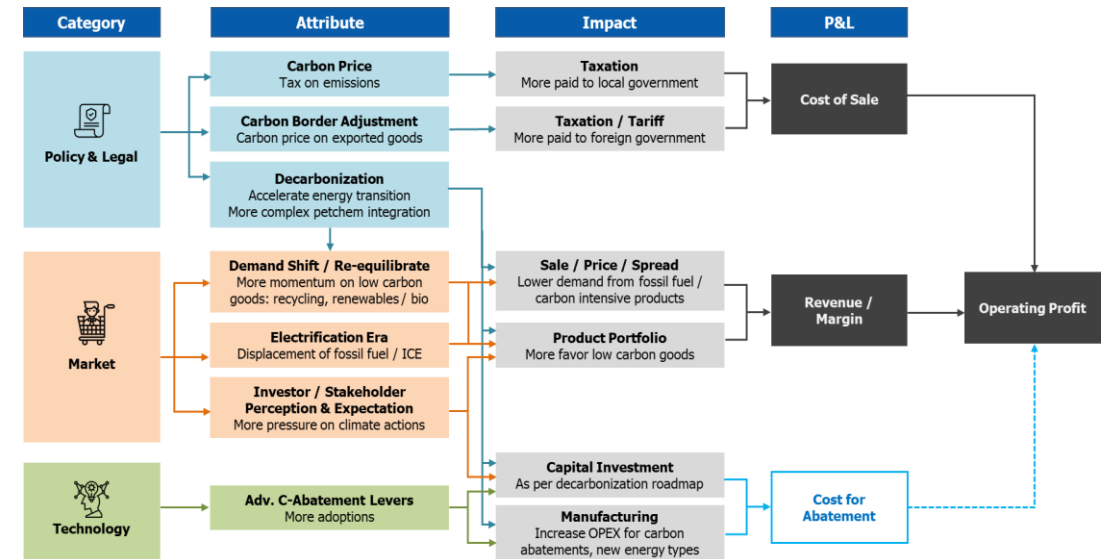 Category
Attribute
Impact
P&L
Policy & Legal
Carbon Price
Tax on emissions
Carbon Border Adjustment
Carbon price on exported goods
Decarbonization
Accelerate energy transition
More complex petchem integration
Taxation
More paid to local government
Taxation / Tariff
More paid to foreign government
Cost of Sale
Market
Demand Shift / Re-equilibrate
More momentum on low carbon
goods: recycling, renewables / bio
Electrification Era
Displacement of fossil fuel / ICE
Investor / Stakeholder
Perception & Expectation
More pressure on climate actions
Sale / Price / Spread
Lower demand from fossil fuel /
carbon intensive products
Product Portfolio
More favor low carbon goods
Revenue /
Margin
Operating Profit
Technology
Adv. C-Abatement Levers
More adoptions
Capital Investment
As per decarbonization roadmap
Manufacturing
Increase OPEX for carbon
abatements, new energy types
Cost for
Abatement